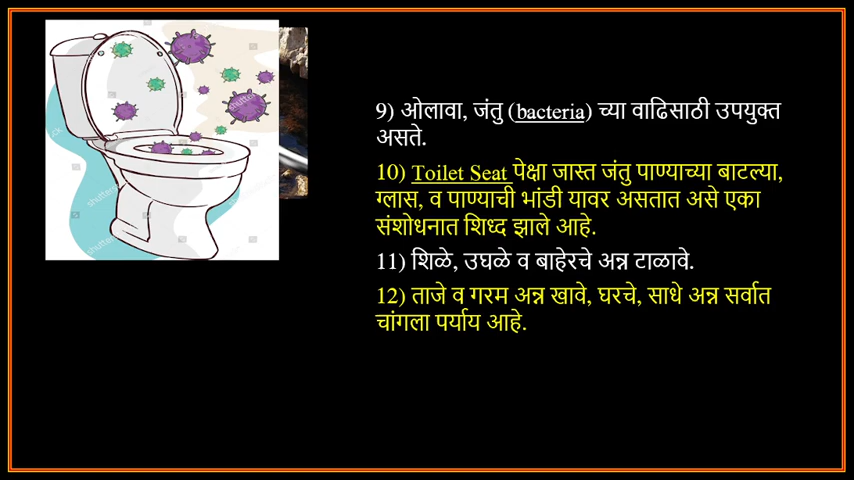 9) ओलावा, जंतु (bacteria) च्या वाढिसाठी उपयुक्त
असते.
10) Toilet Seat पेक्षा जास्त जंतु पाण्याच्या बाटल्या,
ग्लास, व पाण्याची भांडी यावर असतात असे एका
संशोधनात शिध्द झाले आहे.
11) शिळे, उघळे व बाहेरचे अन्न टाळावे.
12) ताजे व गरम अन्न खावे, घरचे, साधे अन्न सर्वात
चांगला पर्याय आहे.